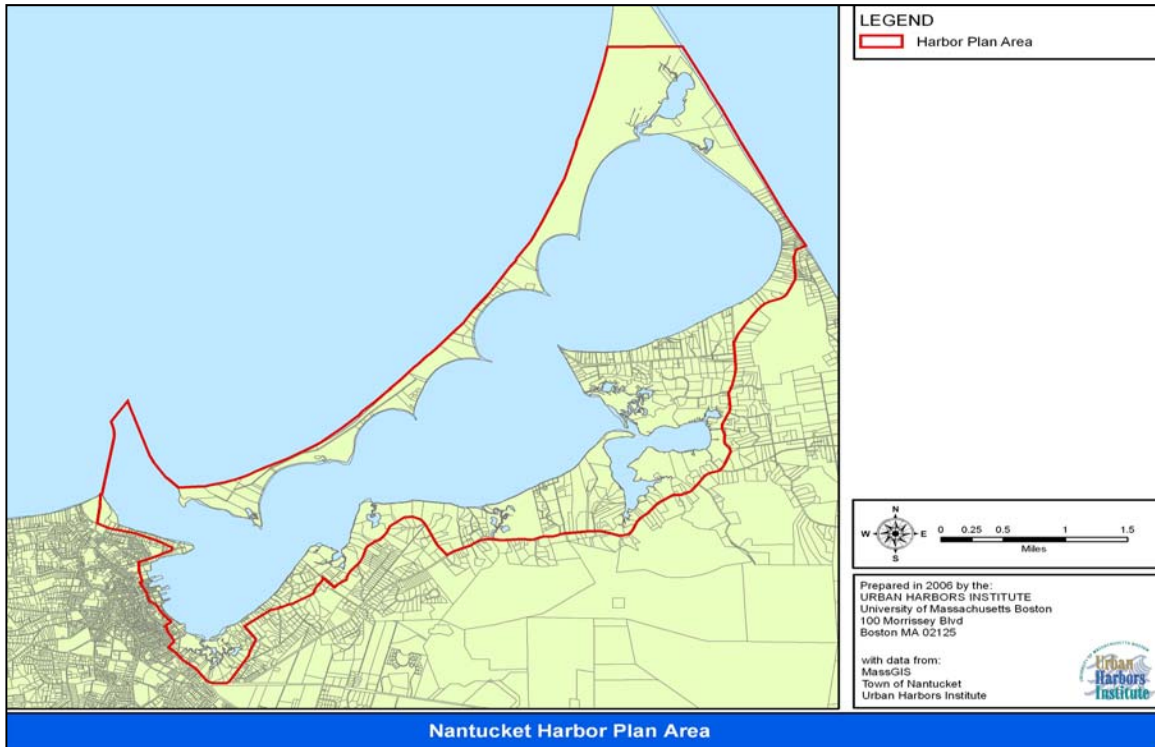 LEGEND
Harbor Plan Area
N
W
E
S
0 0.25 0.5 1 1.5
Miles
Prepared in 2006 by the:
URBAN HARBORS INSTITUTE
University of Massachusetts Boston
100 Morrissey Blvd
Boston MA 02125
with data from:
MassGIS
Town of Nantucket
Urban Harbors Institute
Urban
Harbors
Institute
Nantucket Harbor Plan Area